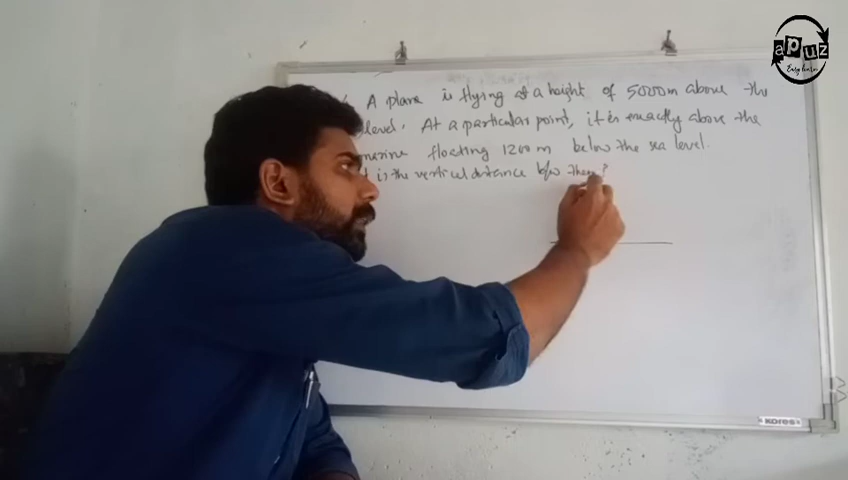 A plane is flying at a height of 5000m above the
level. At a particular point, it is exactly above the
floating 1200 m below the sea level.
is the vertical distance b/w them?
apuz
KORES